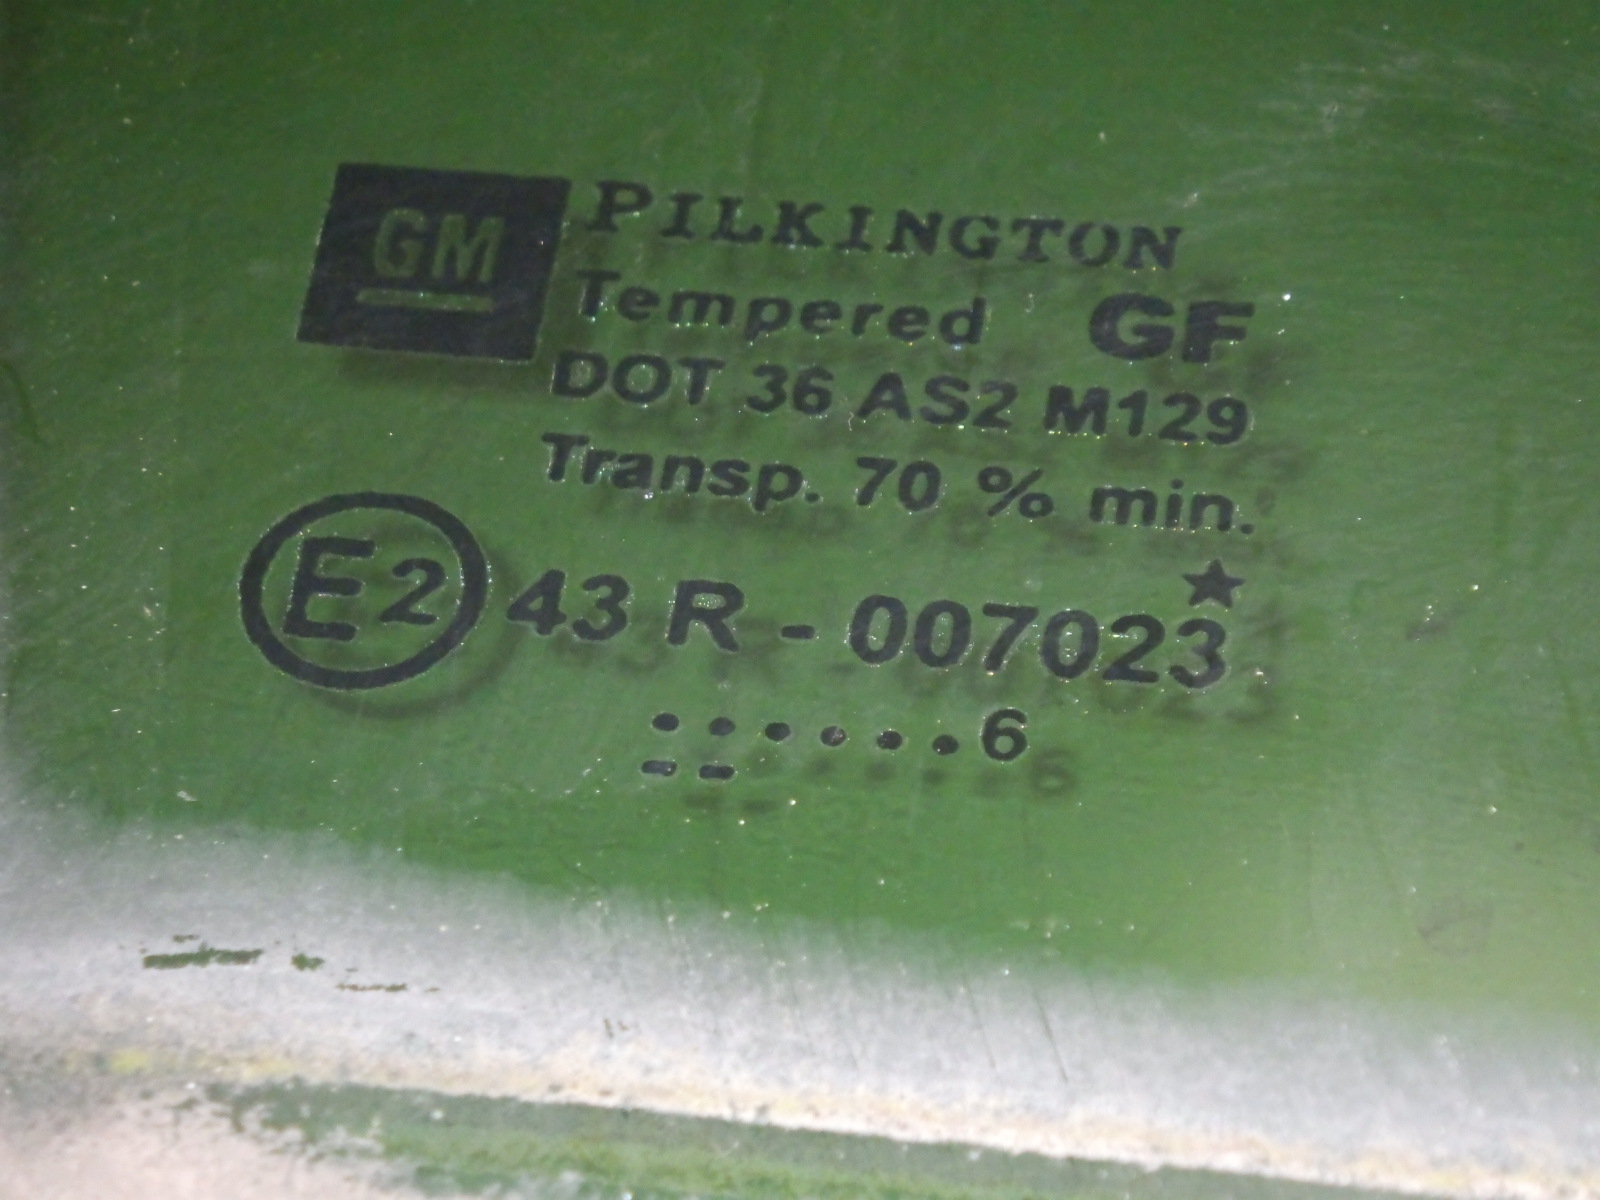 GM
PILKINGTON
Tempered GF
DOT 36 AS2 M129
Transp. 70 % min.
E2 43 R - 007023★
......6